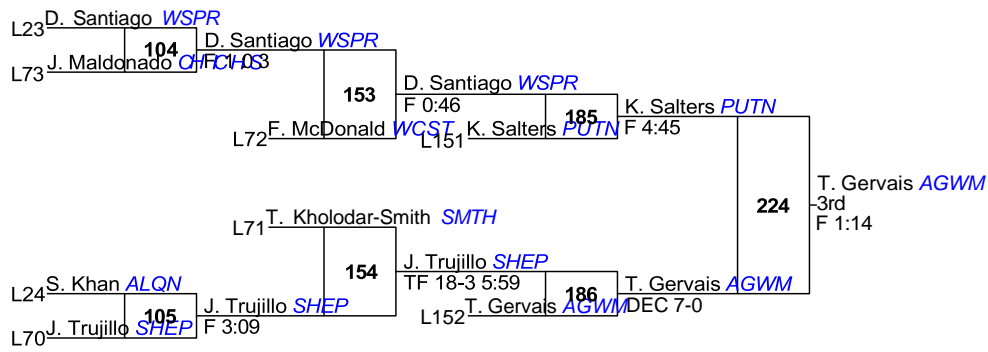 L23 D. Santiago WSPR
104
L73 J. Maldonado CHTCHS
D. Santiago WSPR
F 1:03
153
L72 F. McDonald WCST
D. Santiago WSPR
F 0:46
185
L151 K. Salters PUTN
K. Salters PUTN
F 4:45
224
T. Gervais AGWM
3rd
F 1:14
L71 T. Kholodar-Smith SMTH
154
J. Trujillo SHEP
TF 18-3 5:59
186
L152 T. Gervais AGWM
T. Gervais AGWM
DEC 7-0
L24 S. Khan ALQN
105
L70 J. Trujillo SHEP
J. Trujillo SHEP
F 3:09